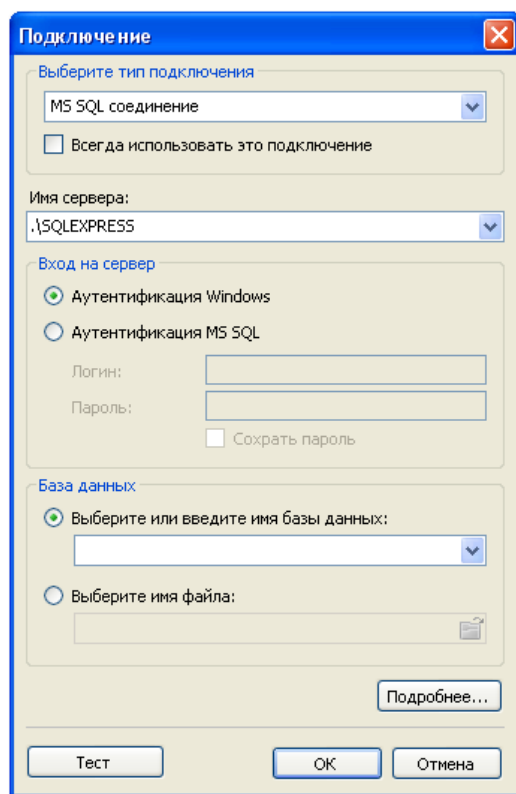 Подключение
Выберите тип подключения
MS SQL соединение
Всегда использовать это подключение
Имя сервера:
.\SQLEXPRESS
Вход на сервер
Аутентификация Windows
Аутентификация MS SQL
Логин:
Пароль:
Сохрать пароль
База данных
Выберите или введите имя базы данных:
Выберите имя файла:
Подробнее...
Тест
ОК
Отмена